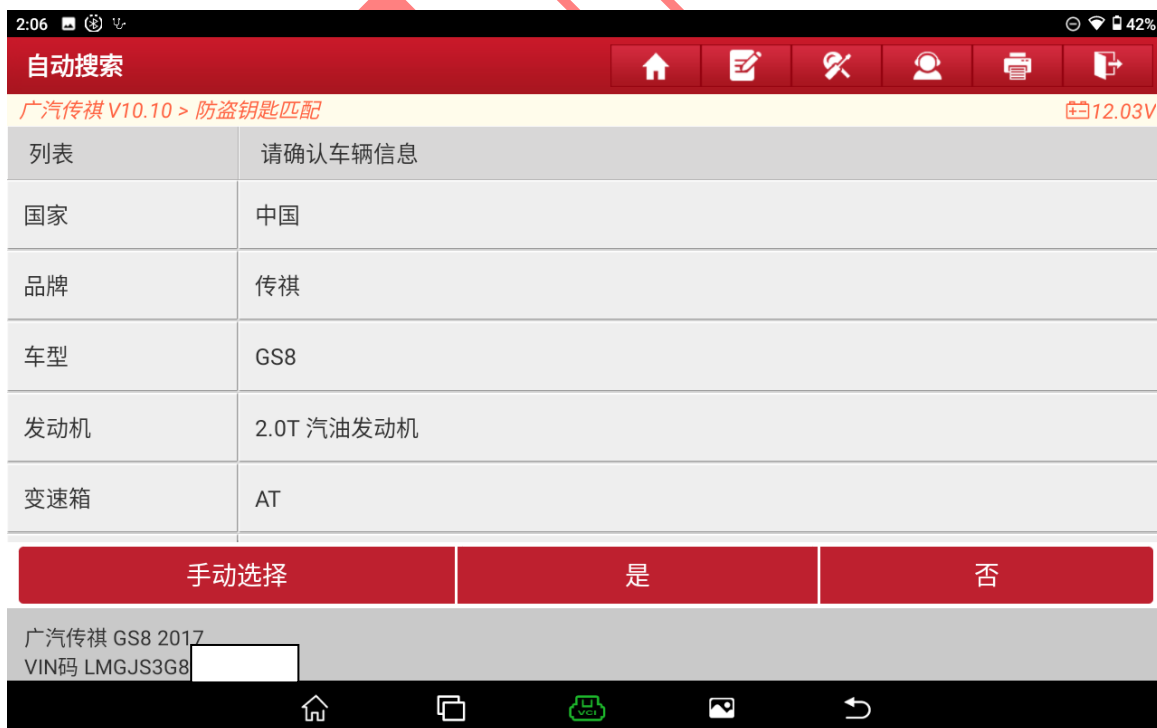 2:06
42%
自动搜索
广汽传祺 V10.10 > 防盗钥匙匹配
12.03V
列表 请确认车辆信息
国家 中国
品牌 传祺
车型 GS8
发动机 2.0T 汽油发动机
变速箱 AT
手动选择 是 否
广汽传祺 GS8 2017
VIN码 LMGJS3G8
VCI